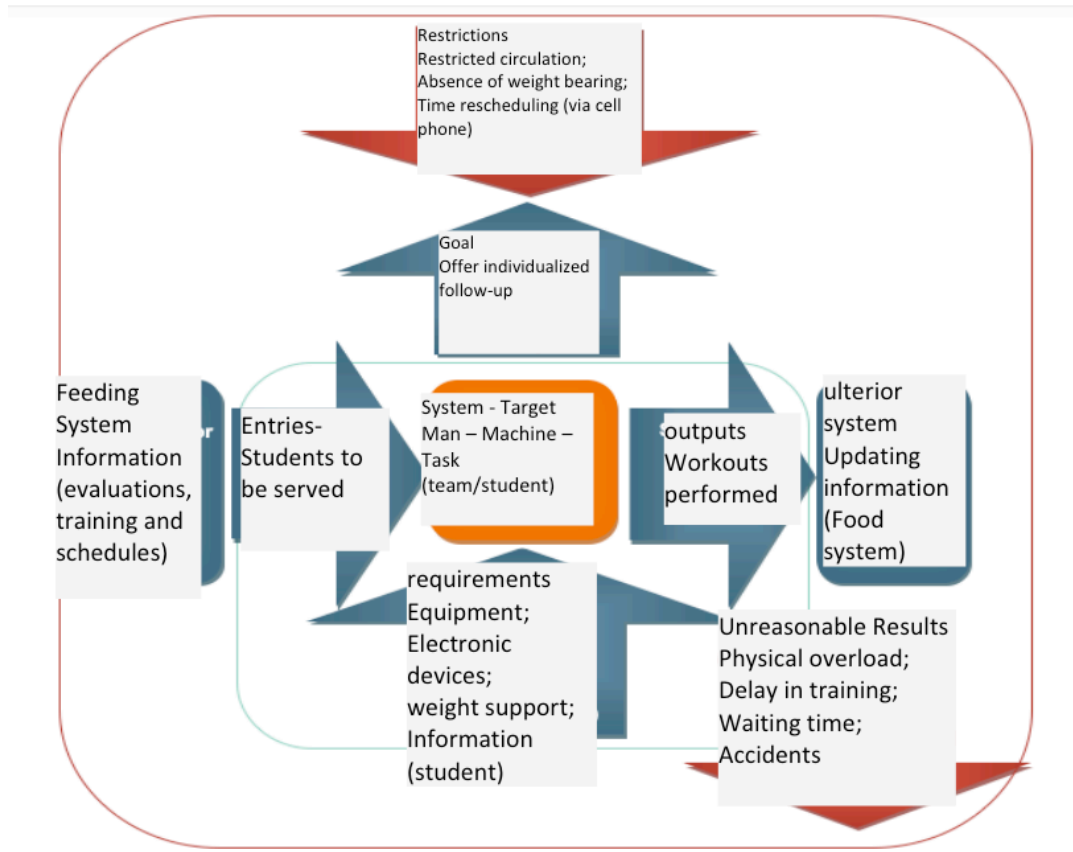 Restrictions
Restricted circulation;
Absence of weight bearing;
Time rescheduling (via cell
phone)
Goal
Offer individualized
follow-up
Feeding
System
Information
(evaluations,
training and
schedules)
Entries-
Students to
be served
System - Target
Man – Machine –
Task
(team/student)
outputs
Workouts
performed
ulterior
system
Updating
information
(Food
system)
requirements
Equipment;
Electronic
devices;
weight support;
Information
(student)
Unreasonable Results
Physical overload;
Delay in training;
Waiting time;
Accidents